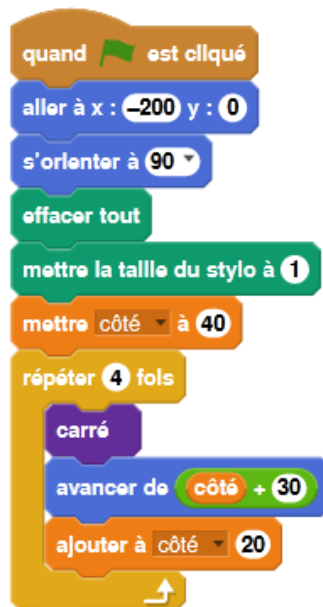 quand est cliqué
aller à x : –200 y : 0
s'orienter à 90
effacer tout
mettre la taille du stylo à 1
mettre côté à 40
répéter 4 fois
carré
avancer de côté + 30
ajouter à côté 20